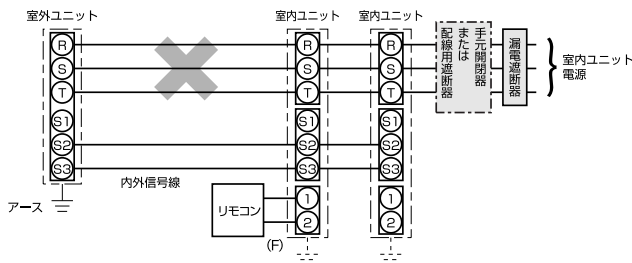 室外ユニット
室内ユニット
室内ユニット
R
S
T
S1
S2
S3
R
S
T
S1
S2
S3
1
2
R
S
T
S1
S2
S3
1
2
手元開閉器
または
配線用遮断器
漏電遮断器
室内ユニット
電源
内外信号線
アース
リモコン
(F)